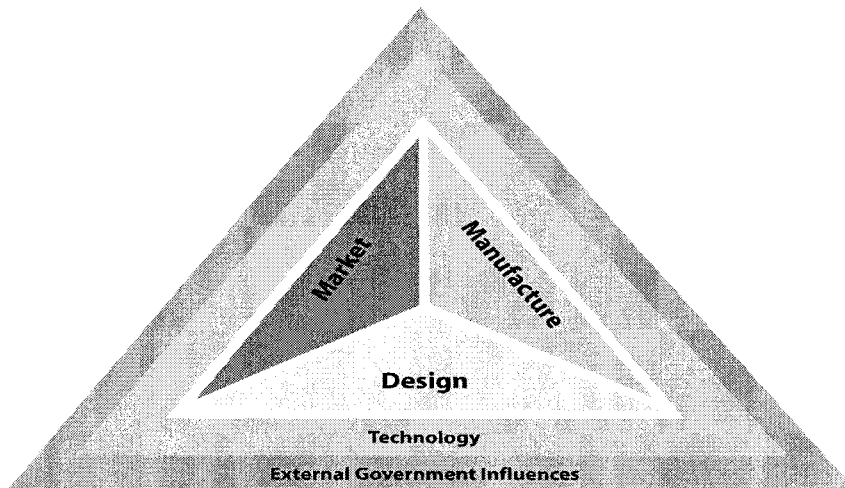 Market
Manufacture
Design
Technology
External Government Influences